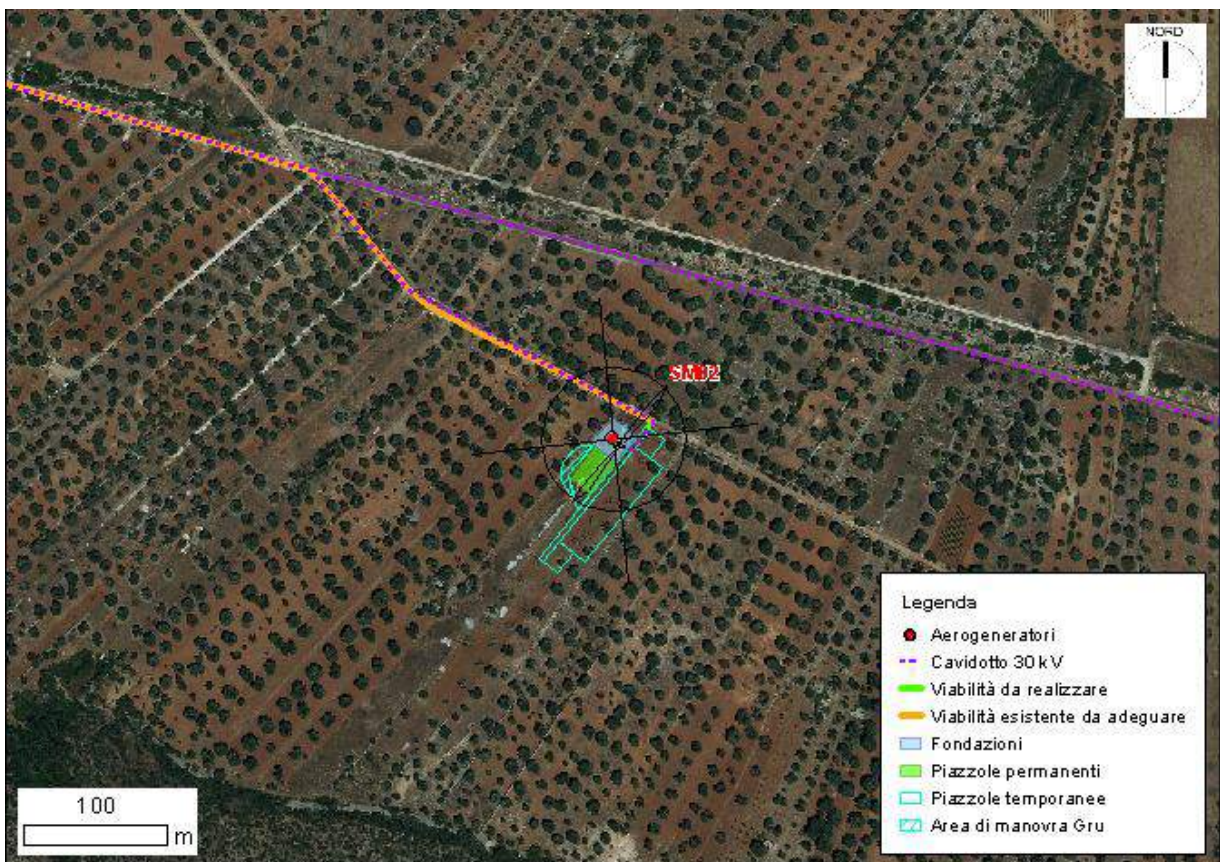 NORD
SM02
Legenda
Aerogeneratori
Cavidotto 30 kV
Viabilità da realizzare
Viabilità esistente da adeguare
Fondazioni
Piazzole permanenti
Piazzole temporanee
Area di manovra Gru
100
m